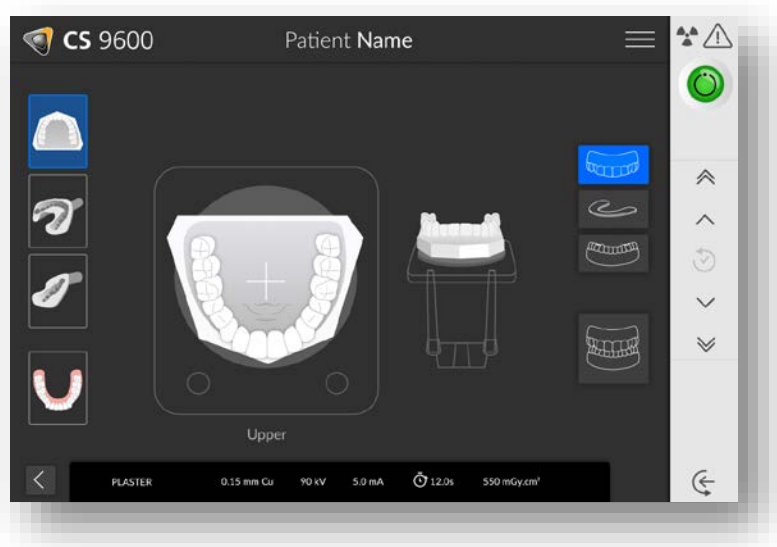 CS 9600
Patient Name
Upper
PLASTER 0.15 mm Cu 90 kV 5.0 mA 12.0s 550 mGy.cm²